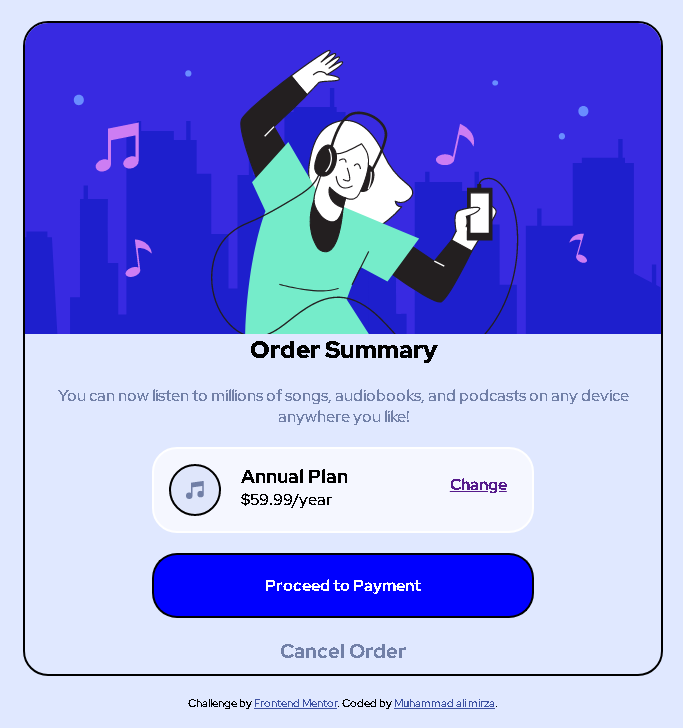 Order Summary
You can now listen to millions of songs, audiobooks, and podcasts on any device
anywhere you like!
Annual Plan
$59.99/year
Change
Proceed to Payment
Cancel Order
Challenge by Frontend Mentor. Coded by Muhammad ali mirza.